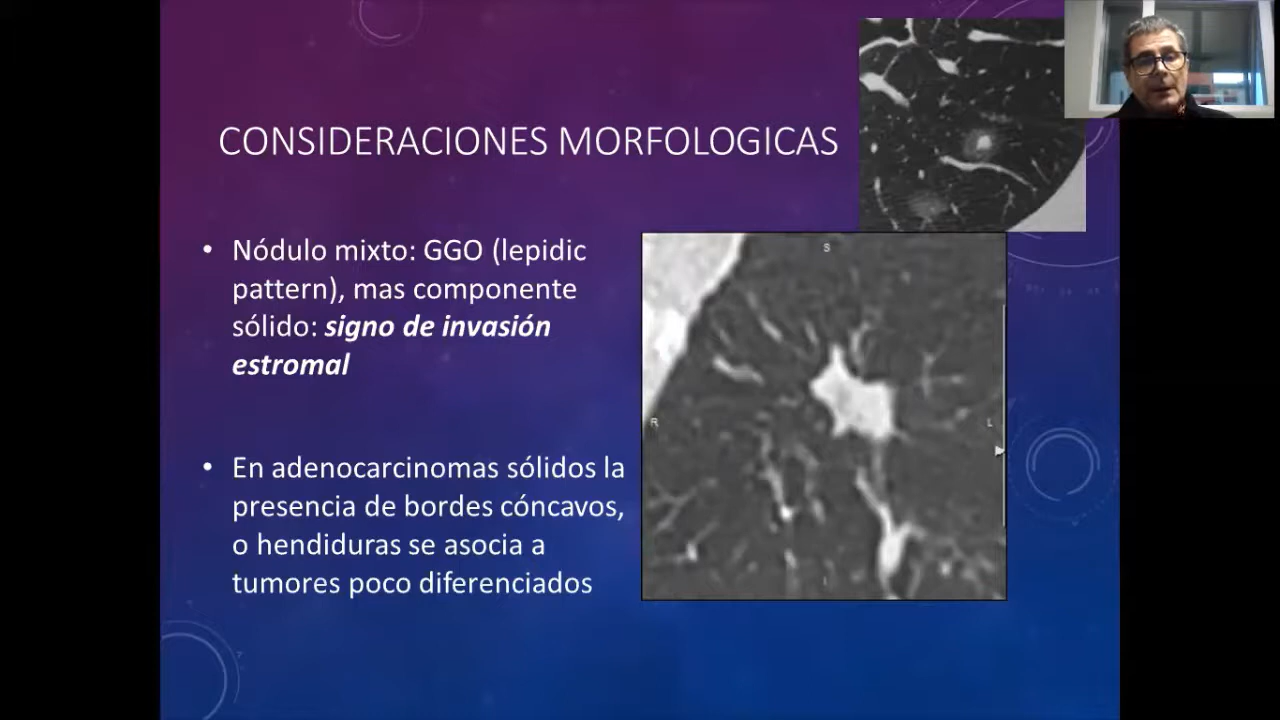 CONSIDERACIONES MORFOLOGICAS
• Nódulo mixto: GGO (lepidic
pattern), mas componente
sólido: signo de invasión
estromal
• En adenocarcinomas sólidos la
presencia de bordes cóncavos,
o hendiduras se asocia a
tumores poco diferenciados
S
R
L
I